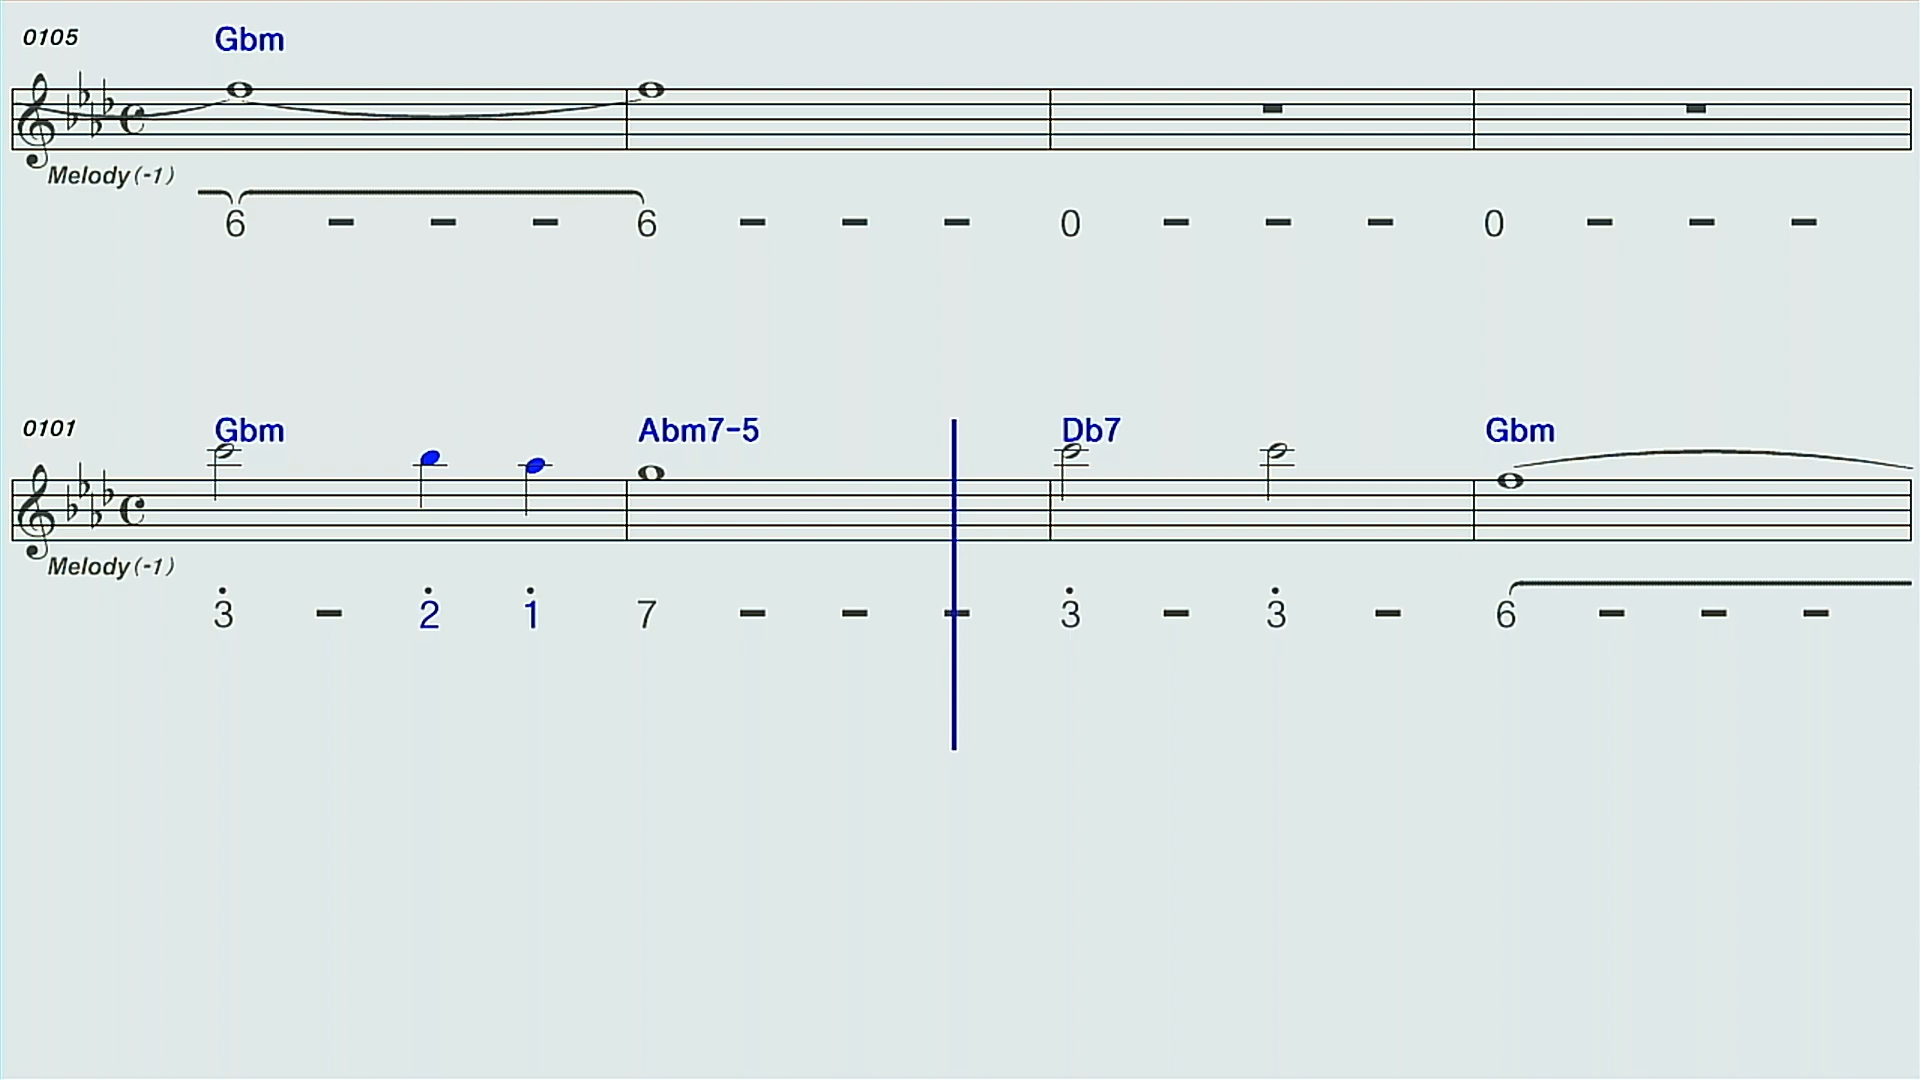 0105 Gbm
Melody(-1)
6 - - - 6 - - - 0 - - - 0 - - -
0101 Gbm Abm7-5 Db7 Gbm
Melody(-1)
3̇ - 2̇ 1̇ 7 - - - 3̇ - 3̇ - 6 - - -